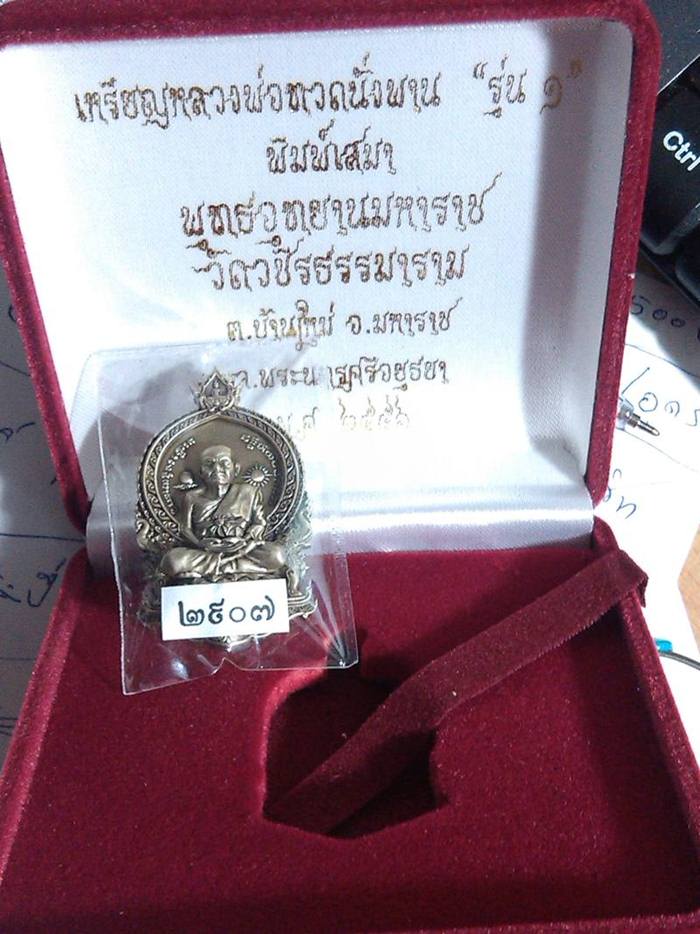 เหรียญหลวงพ่อทวดนั่งพาน “รุ่น ๑”
พิมพ์เสมา
พุทธอุทยานมหาราช
วัดวชิรธรรมาราม
ต.บ้านใหม่ อ.มหาราช
จ.พระนครศรีอยุธยา
พ.ศ. ๒๕๕๖
๒๙๐๗
Ctrl
500